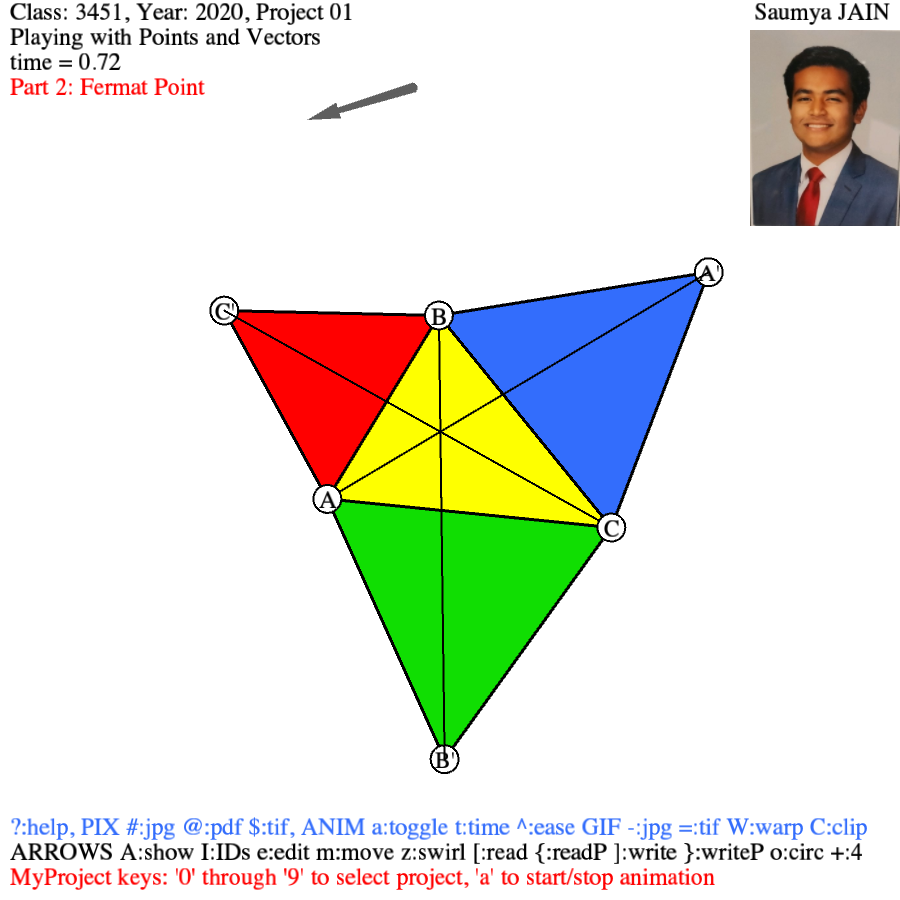 Class: 3451, Year: 2020, Project 01
Saumya JAIN
Playing with Points and Vectors
time = 0.72
Part 2: Fermat Point
A'
C'
B
A
C
B'
?:help, PIX #:jpg @:pdf $:tif, ANIM a:toggle t:time ^:ease GIF -:jpg =:tif W:warp C:clip
ARROWS A:show I:IDs e:edit m:move z:swirl [:read {:readP ]:write }:writeP o:circ +:4
MyProject keys: '0' through '9' to select project, 'a' to start/stop animation